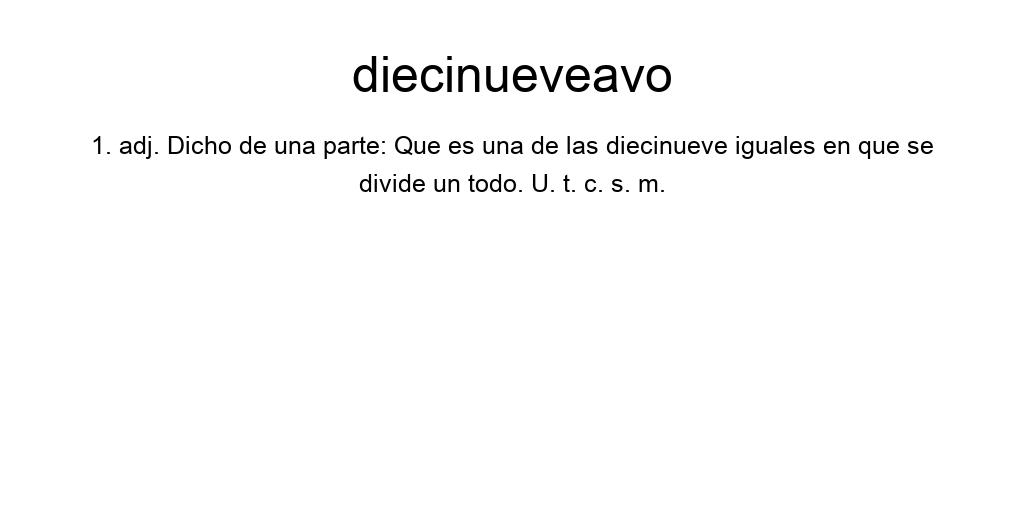 diecinueveavo
1. adj. Dicho de una parte: Que es una de las diecinueve iguales en que se
divide un todo. U. t. c. s. m.